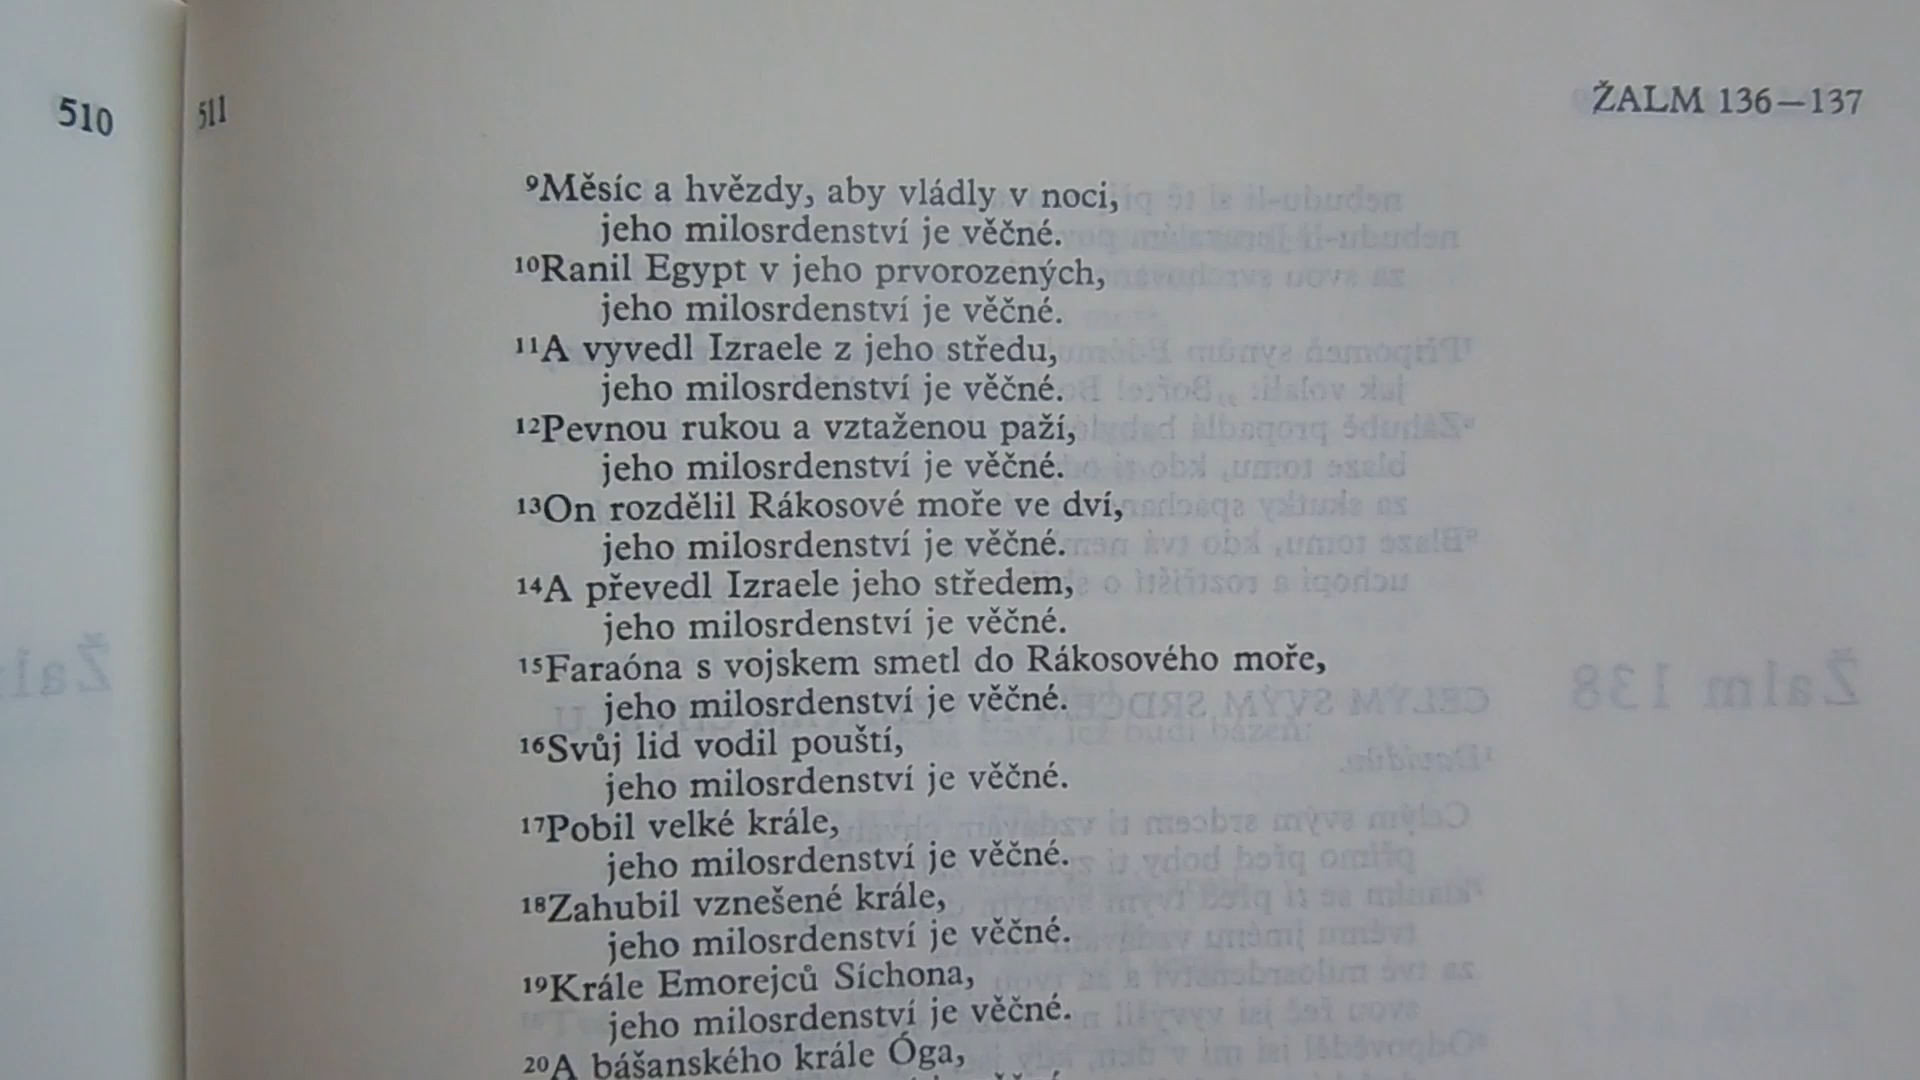 510
511
ŽALM 136—137
9Měsíc a hvězdy, aby vládly v noci,
jeho milosrdenství je věčné.
10Ranil Egypt v jeho prvorozených,
jeho milosrdenství je věčné.
11A vyvedl Izraele z jeho středu,
jeho milosrdenství je věčné.
12Pevnou rukou a vztaženou paží,
jeho milosrdenství je věčné.
13On rozdělil Rákosové moře ve dví,
jeho milosrdenství je věčné.
14A převedl Izraele jeho středem,
jeho milosrdenství je věčné.
15Faraóna s vojskem smetl do Rákosového moře,
jeho milosrdenství je věčné.
16Svůj lid vodil pouští,
jeho milosrdenství je věčné.
17Pobil velké krále,
jeho milosrdenství je věčné.
18Zahubil vznešené krále,
jeho milosrdenství je věčné.
19Krále Emorejců Síchona,
jeho milosrdenství je věčné.
20A bášanského krále Óga,